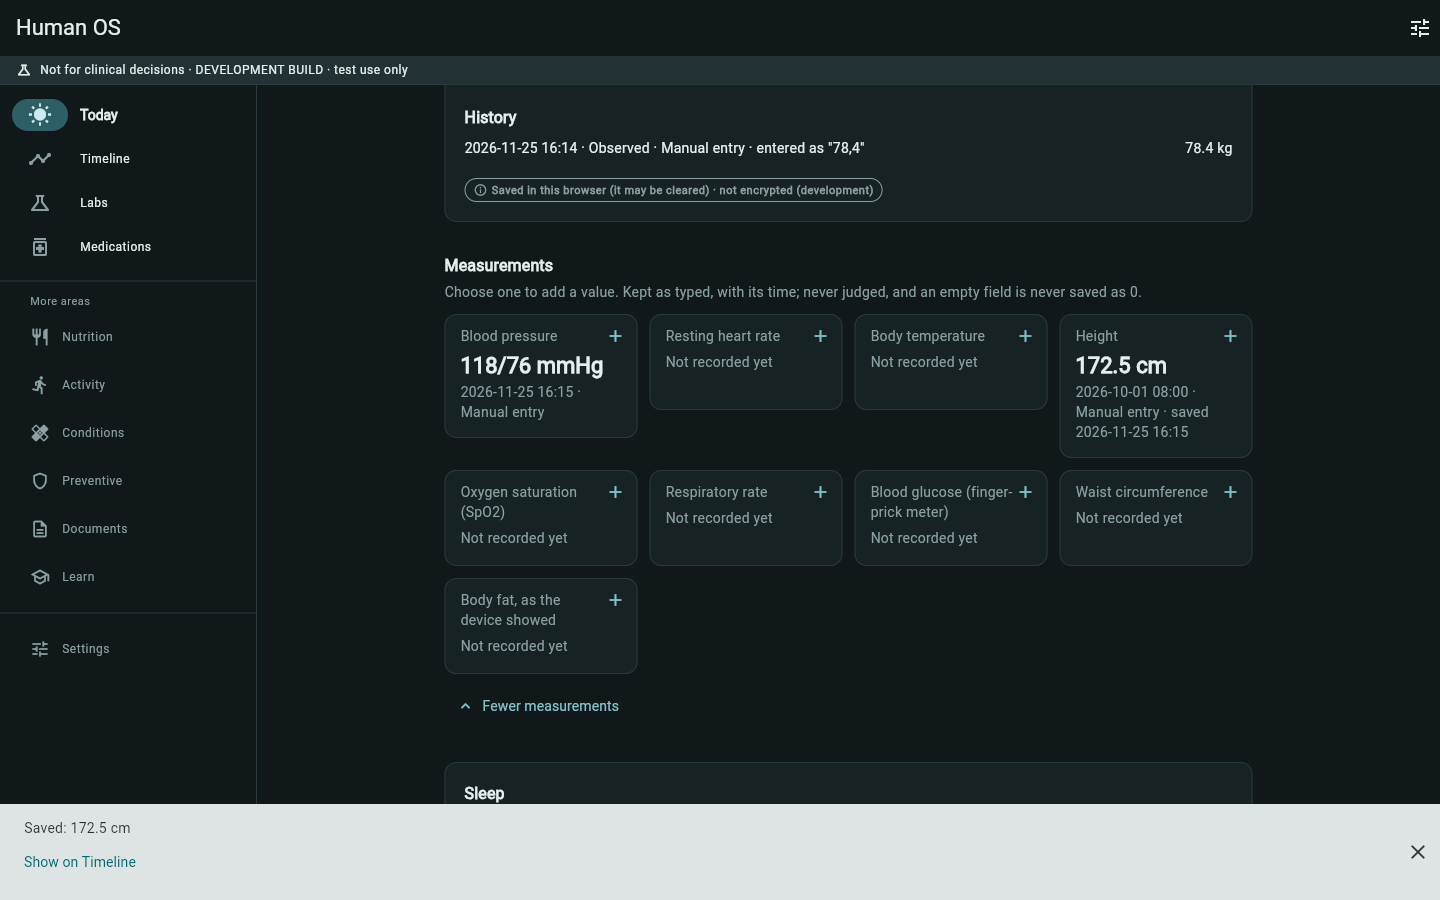 Human OS
Not for clinical decisions · DEVELOPMENT BUILD · test use only
Today
Timeline
Labs
Medications
More areas
Nutrition
Activity
Conditions
Preventive
Documents
Learn
Settings
History
2026-11-25 16:14 · Observed · Manual entry · entered as "78,4"
78.4 kg
Saved in this browser (it may be cleared) · not encrypted (development)
Measurements
Choose one to add a value. Kept as typed, with its time; never judged, and an empty field is never saved as 0.
Blood pressure
118/76 mmHg
2026-11-25 16:15 ·
Manual entry
Resting heart rate
Not recorded yet
Body temperature
Not recorded yet
Height
172.5 cm
2026-10-01 08:00 ·
Manual entry · saved
2026-11-25 16:15
Oxygen saturation
(SpO2)
Not recorded yet
Respiratory rate
Not recorded yet
Blood glucose (finger-
prick meter)
Not recorded yet
Waist circumference
Not recorded yet
Body fat, as the
device showed
Not recorded yet
Fewer measurements
Sleep
Saved: 172.5 cm
Show on Timeline